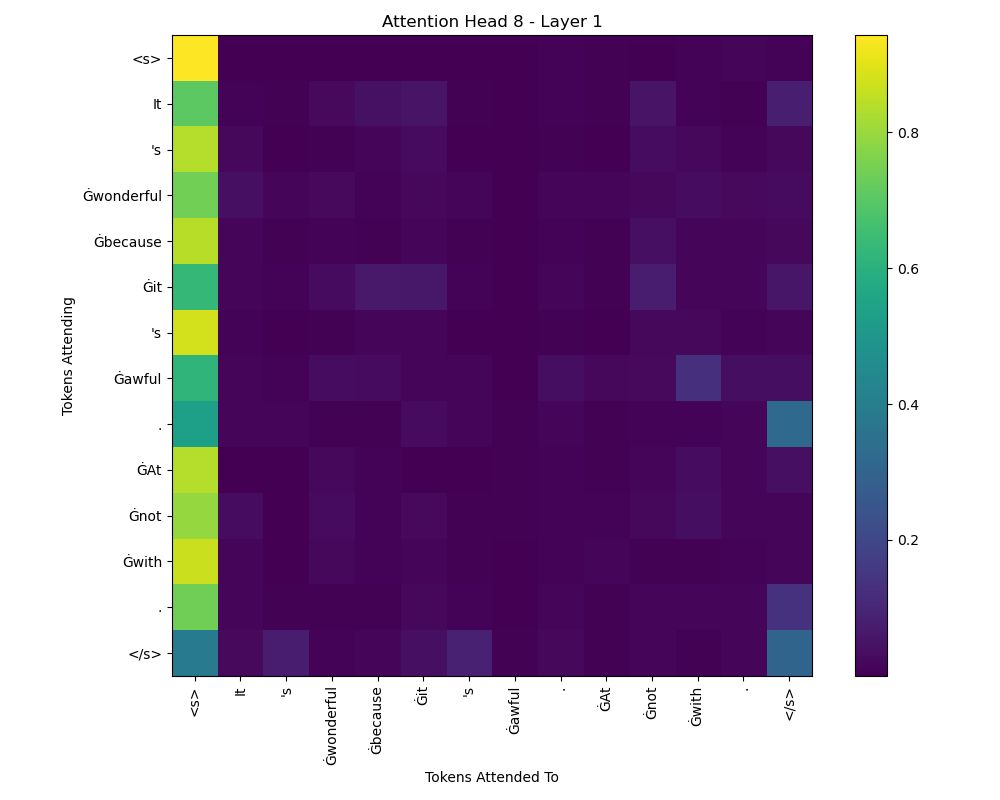 Attention Head 8 - Layer 1
<s>
It
's
Ġwonderful
Ġbecause
Ġit
's
Ġawful
.
ĠAt
Ġnot
Ġwith
.
</s>
Tokens Attending
<s>
It
's
Ġwonderful
Ġbecause
Ġit
's
Ġawful
.
ĠAt
Ġnot
Ġwith
.
</s>
Tokens Attended To
0.8
0.6
0.4
0.2